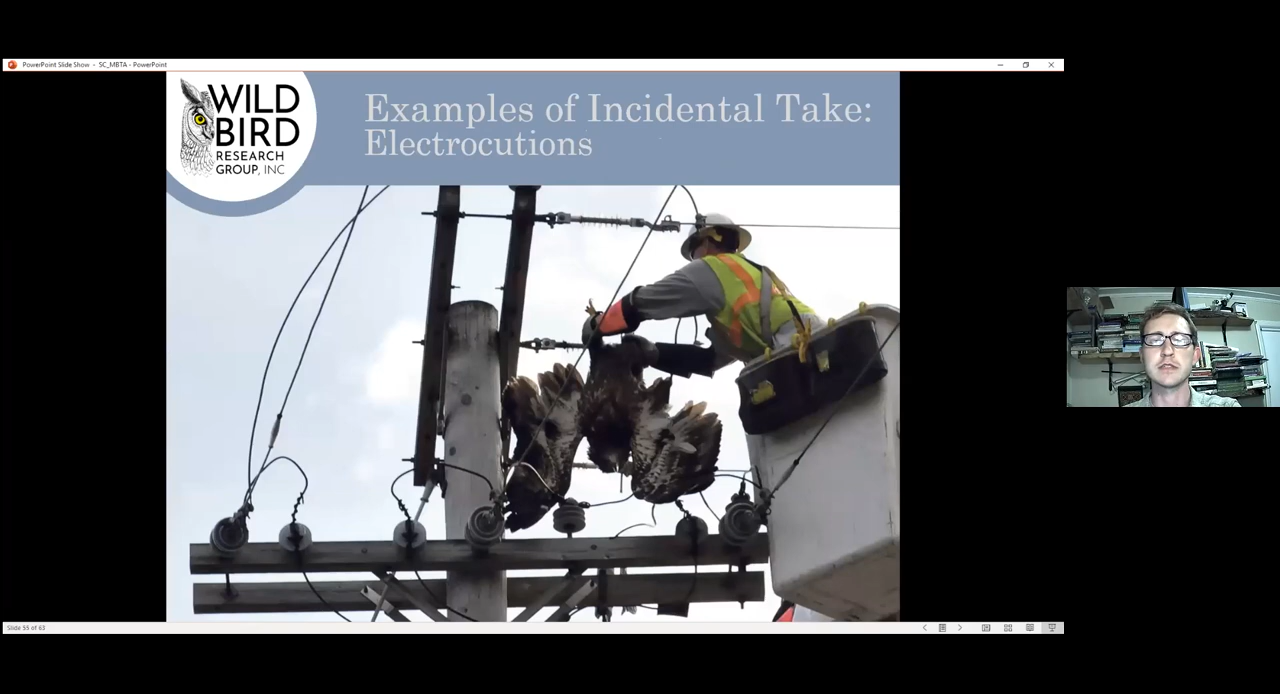 PowerPoint Slide Show - SC_MBTA - PowerPoint
WILD
BIRD
RESEARCH
GROUP, INC
Examples of Incidental Take:
Electrocutions
Slide 55 of 63